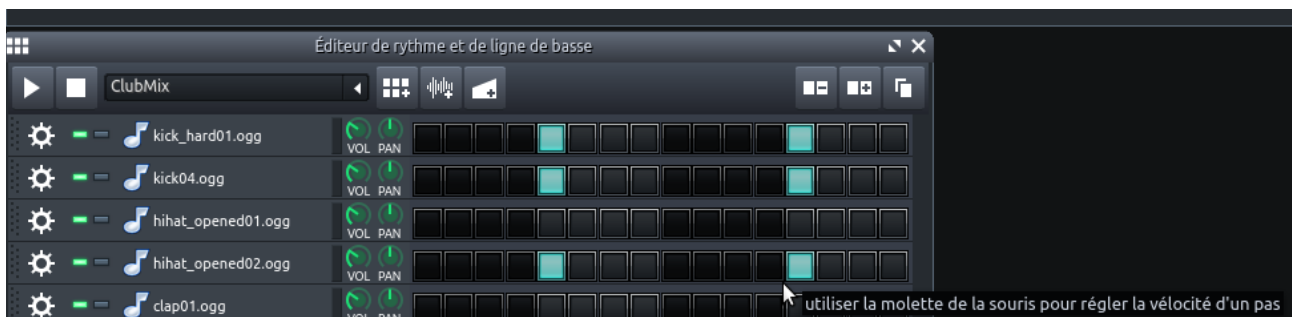 Éditeur de rythme et de ligne de basse
ClubMix
kick_hard01.ogg
VOL PAN
kick04.ogg
VOL PAN
hihat_opened01.ogg
VOL PAN
hihat_opened02.ogg
VOL PAN
clap01.ogg
VOL PAN
utiliser la molette de la souris pour régler la vélocité d'un pas